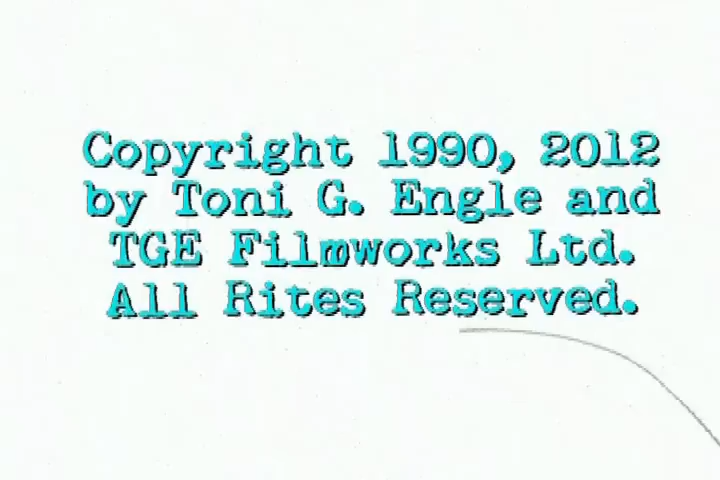 Copyright 1990, 2012
by Toni G. Engle and
TGE Filmworks Ltd.
All Rites Reserved.